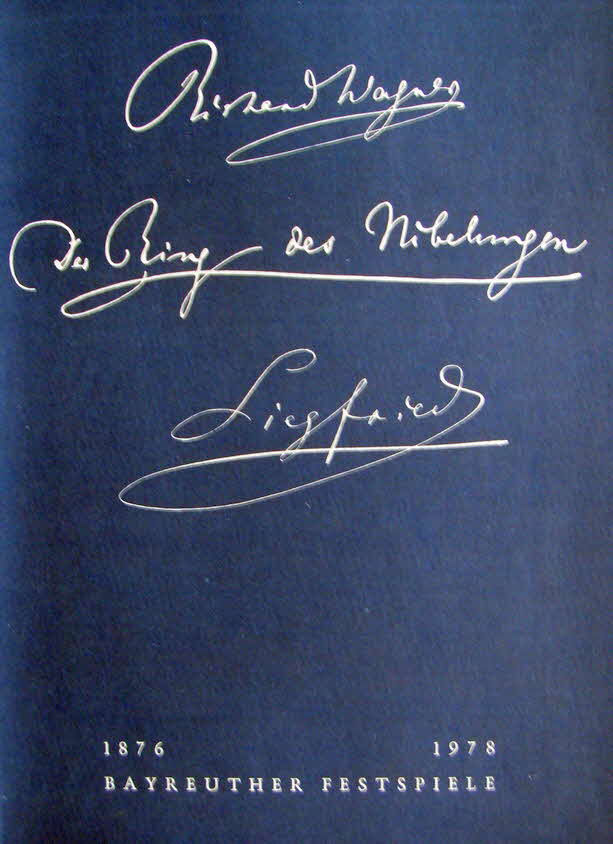 Richard Wagner
Der Ring des Nibelungen
Siegfried
1876 1978
BAYREUTHER FESTSPIELE